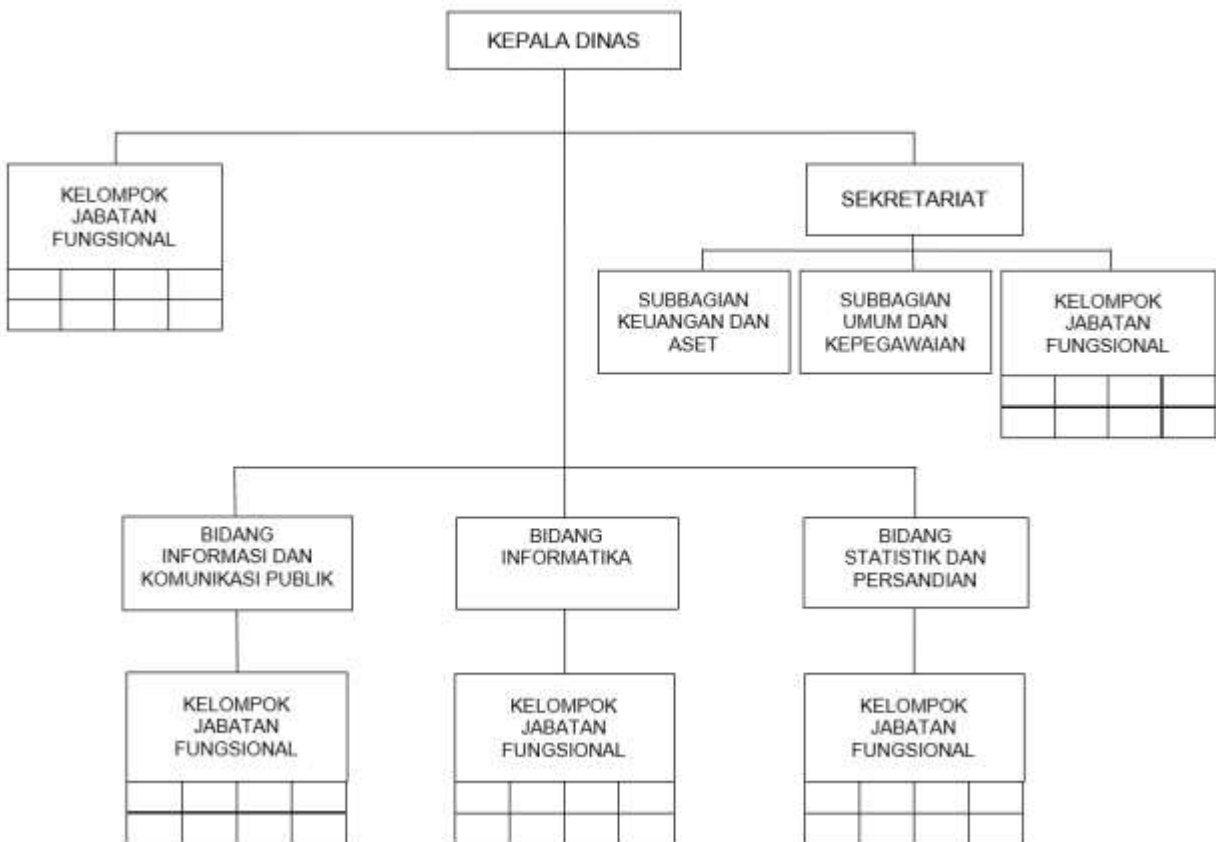 KEPALA DINAS
KELOMPOK
JABATAN
FUNGSIONAL
SEKRETARIAT
SUBBAGIAN
KEUANGAN DAN
ASET
SUBBAGIAN
UMUM DAN
KEPEGAWAIAN
KELOMPOK
JABATAN
FUNGSIONAL
BIDANG
INFORMASI DAN
KOMUNIKASI PUBLIK
BIDANG
INFORMATIKA
BIDANG
STATISTIK DAN
PERSANDIAN
KELOMPOK
JABATAN
FUNGSIONAL
KELOMPOK
JABATAN
FUNGSIONAL
KELOMPOK
JABATAN
FUNGSIONAL